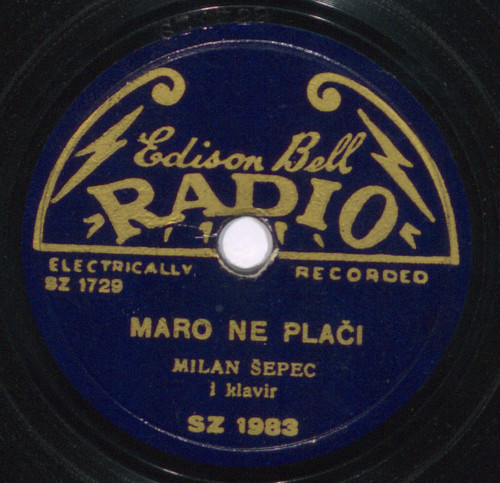 Edison Bell
RADIO
ELECTRICALLY RECORDED
SZ 1729
MARO NE PLAČI
MILAN ŠEPEC
i klavir
SZ 1983